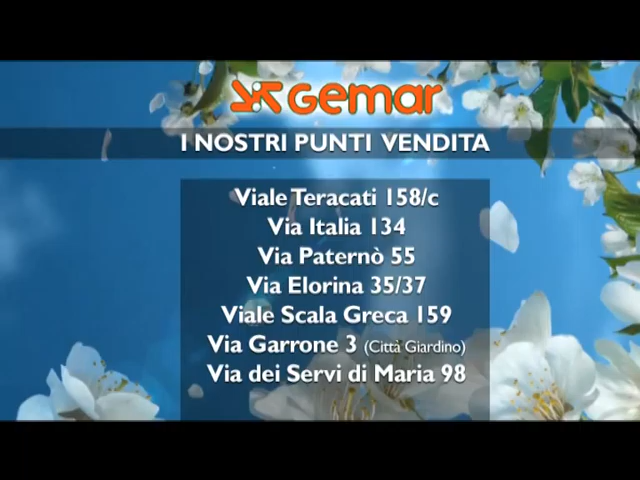 Gemar
I NOSTRI PUNTI VENDITA
Viale Teracati 158/c
Via Italia 134
Via Paternò 55
Via Elorina 35/37
Viale Scala Greca 159
Via Garrone 3 (Città Giardino)
Via dei Servi di Maria 98